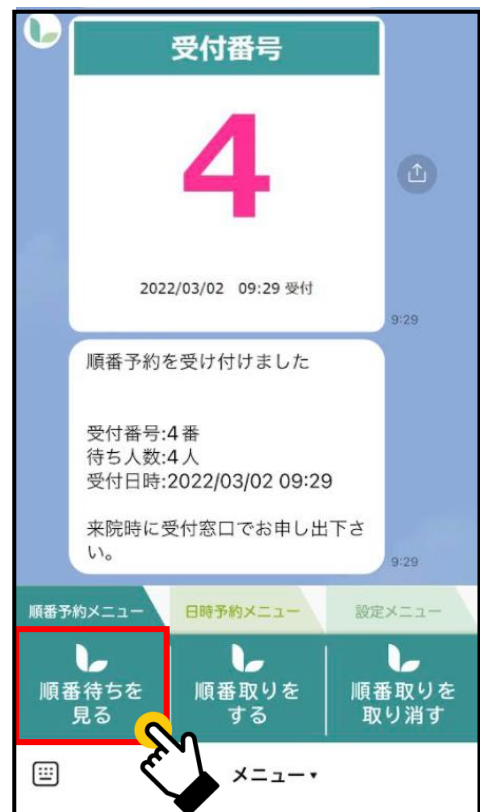 受付番号
4
2022/03/02 09:29 受付
9:29
順番予約を受け付けました
受付番号:4番
待ち人数:4人
受付日時:2022/03/02 09:29
来院時に受付窓口でお申し出下さ
い。
9:29
順番予約メニュー 日時予約メニュー 設定メニュー
順番待ちを
見る
順番取りを
する
順番取りを
取り消す
メニュー▼